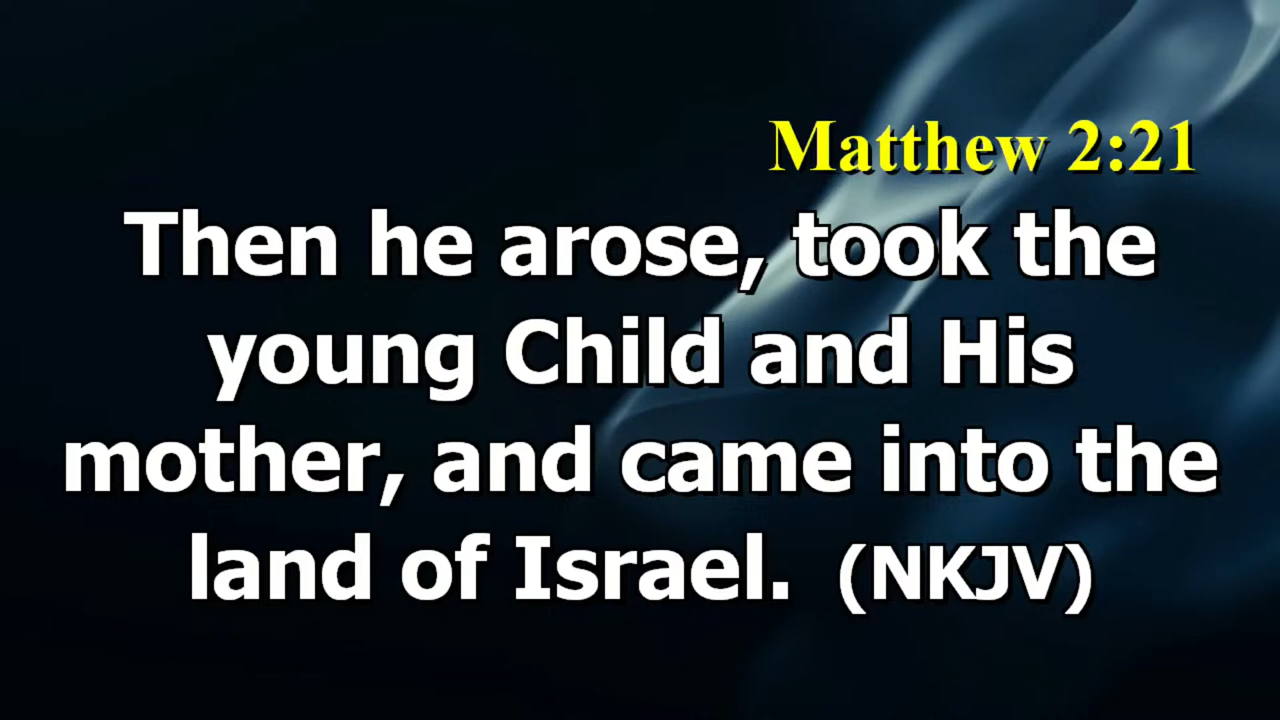 Matthew 2:21
Then he arose, took the
young Child and His
mother, and came into the
land of Israel. (NKJV)